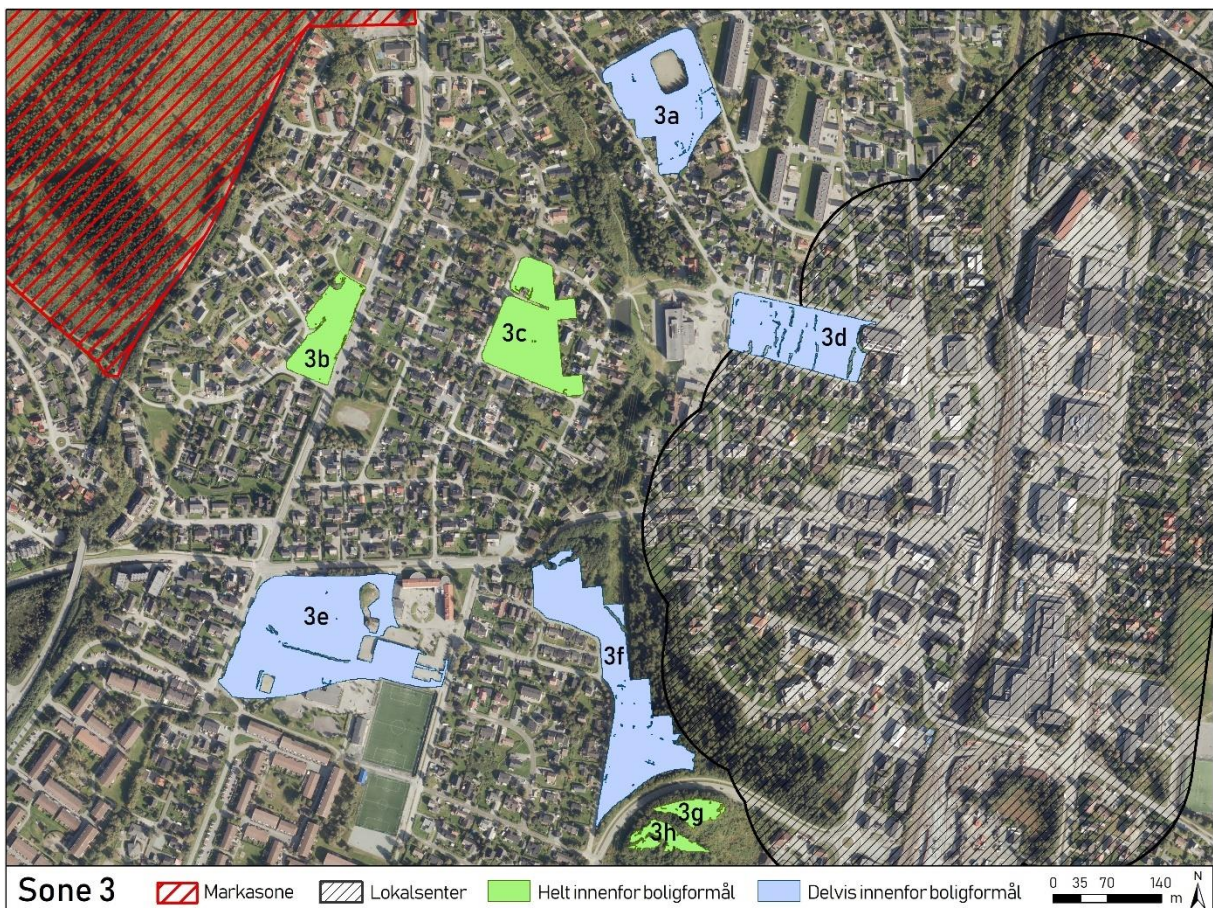 3a
3b
3c
3d
3e
3f
3g
3h
Sone 3
Markasone
Lokalsenter
Helt innenfor boligformål
Delvis innenfor boligformål
0 35 70 140
m
N